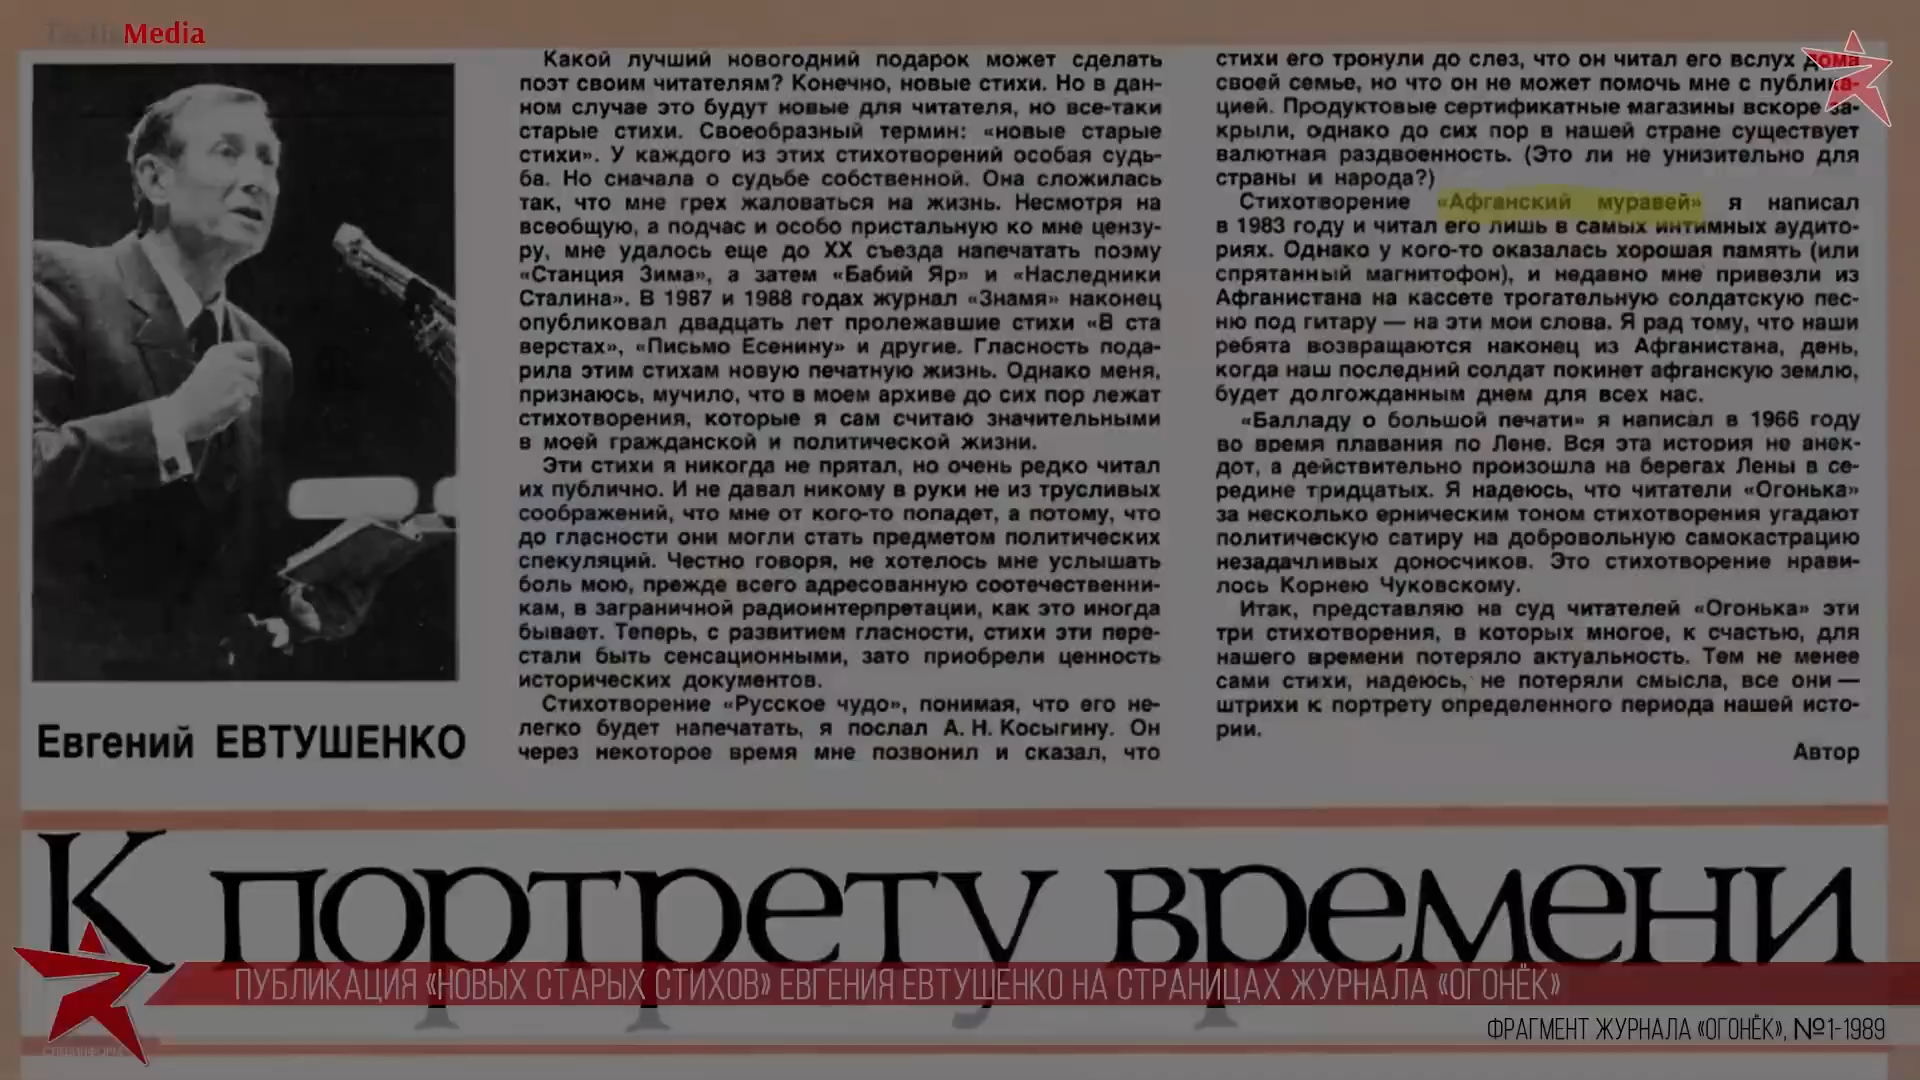 TacticMedia
Какой лучший новогодний подарок может сделать
поэт своим читателям? Конечно, новые стихи. Но в дан-
ном случае это будут новые для читателя, но все-таки
старые стихи. Своеобразный термин: «новые старые
стихи». У каждого из этих стихотворений особая судь-
ба. Но сначала о судьбе собственной. Она сложилась
так, что мне грех жаловаться на жизнь. Несмотря на
всеобщую, а подчас и особо пристальную ко мне цензу-
ру, мне удалось еще до XX съезда напечатать поэму
«Станция Зима», а затем «Бабий Яр» и «Наследники
Сталина». В 1987 и 1988 годах журнал «Знамя» наконец
опубликовал двадцать лет пролежавшие стихи «В ста
верстах», «Письмо Есенину» и другие. Гласность пода-
рила этим стихам новую печатную жизнь. Однако меня,
признаюсь, мучило, что в моем архиве до сих пор лежат
стихотворения, которые я сам считаю значительными
в моей гражданской и политической жизни.
Эти стихи я никогда не прятал, но очень редко читал
их публично. И не давал никому в руки не из трусливых
соображений, что мне от кого-то попадет, а потому, что
до гласности они могли стать предметом политических
спекуляций. Честно говоря, не хотелось мне услышать
боль мою, прежде всего адресованную соотечественни-
кам, в заграничной радиоинтерпретации, как это иногда
бывает. Теперь, с развитием гласности, стихи эти пере-
стали быть сенсационными, зато приобрели ценность
исторических документов.
Стихотворение «Русское чудо», понимая, что его не-
легко будет напечатать, я послал А. Н. Косыгину. Он
через некоторое время мне позвонил и сказал, что
стихи его тронули до слез, что он читал его вслух дома
своей семье, но что он не может помочь мне с публика-
цией. Продуктовые сертификатные магазины вскоре за-
крыли, однако до сих пор в нашей стране существует
валютная раздвоенность. (Это ли не унизительно для
страны и народа?)
Стихотворение «Афганский муравей» я написал
в 1983 году и читал его лишь в самых интимных аудито-
риях. Однако у кого-то оказалась хорошая память (или
спрятанный магнитофон), и недавно мне привезли из
Афганистана на кассете трогательную солдатскую пес-
ню под гитару — на эти мои слова. Я рад тому, что наши
ребята возвращаются наконец из Афганистана, день,
когда наш последний солдат покинет афганскую землю,
будет долгожданным днем для всех нас.
«Балладу о большой печати» я написал в 1966 году
во время плавания по Лене. Вся эта история не анек-
дот, а действительно произошла на берегах Лены в се-
редине тридцатых. Я надеюсь, что читатели «Огонька»
за несколько ерническим тоном стихотворения угадают
политическую сатиру на добровольную самокастрацию
незадачливых доносчиков. Это стихотворение нрави-
лось Корнею Чуковскому.
Итак, представляю на суд читателей «Огонька» эти
три стихотворения, в которых многое, к счастью, для
нашего времени потеряло актуальность. Тем не менее
сами стихи, надеюсь, не потеряли смысла, все они —
штрихи к портрету определенного периода нашей исто-
рии.
Автор
Евгений ЕВТУШЕНКО
К портрету времени
ПУБЛИКАЦИЯ «НОВЫХ СТАРЫХ СТИХОВ» ЕВГЕНИЯ ЕВТУШЕНКО НА СТРАНИЦАХ ЖУРНАЛА «ОГОНЁК»
ФРАГМЕНТ ЖУРНАЛА «ОГОНЁК», №1-1989